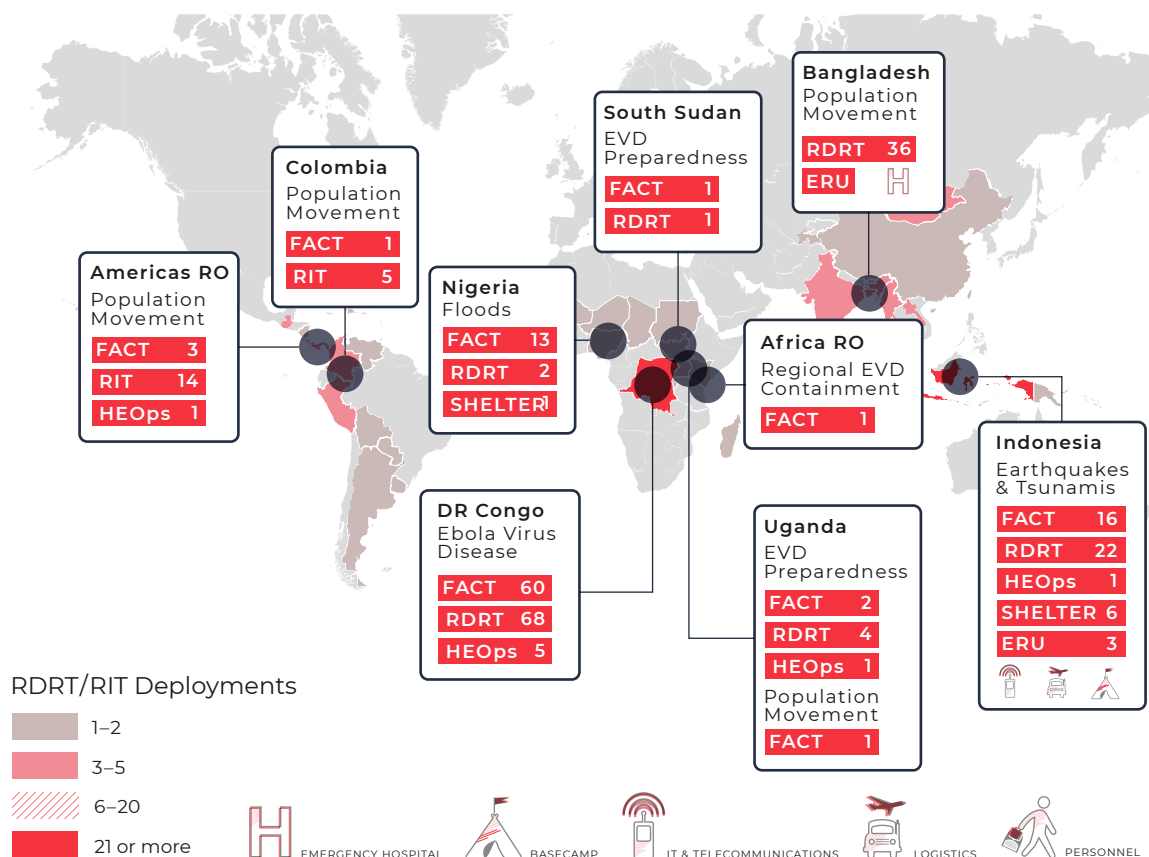 Bangladesh
Population
Movement
RDRT 36
ERU
South Sudan
EVD
Preparedness
FACT 1
RDRT 1
Colombia
Population
Movement
FACT 1
RIT 5
Americas RO
Population
Movement
FACT 3
RIT 14
HEOps 1
Nigeria
Floods
FACT 13
RDRT 2
SHELTER 1
Africa RO
Regional EVD
Containment
FACT 1
Indonesia
Earthquakes
& Tsunamis
FACT 16
RDRT 22
HEOps 1
SHELTER 6
ERU 3
DR Congo
Ebola Virus
Disease
FACT 60
RDRT 68
HEOps 5
Uganda
EVD
Preparedness
FACT 2
RDRT 4
HEOps 1
Population
Movement
FACT 1
RDRT/RIT Deployments
1–2
3–5
6–20
21 or more
EMERGENCY HOSPITAL
BASECAMP
IT & TELECOMMUNICATIONS
LOGISTICS
PERSONNEL